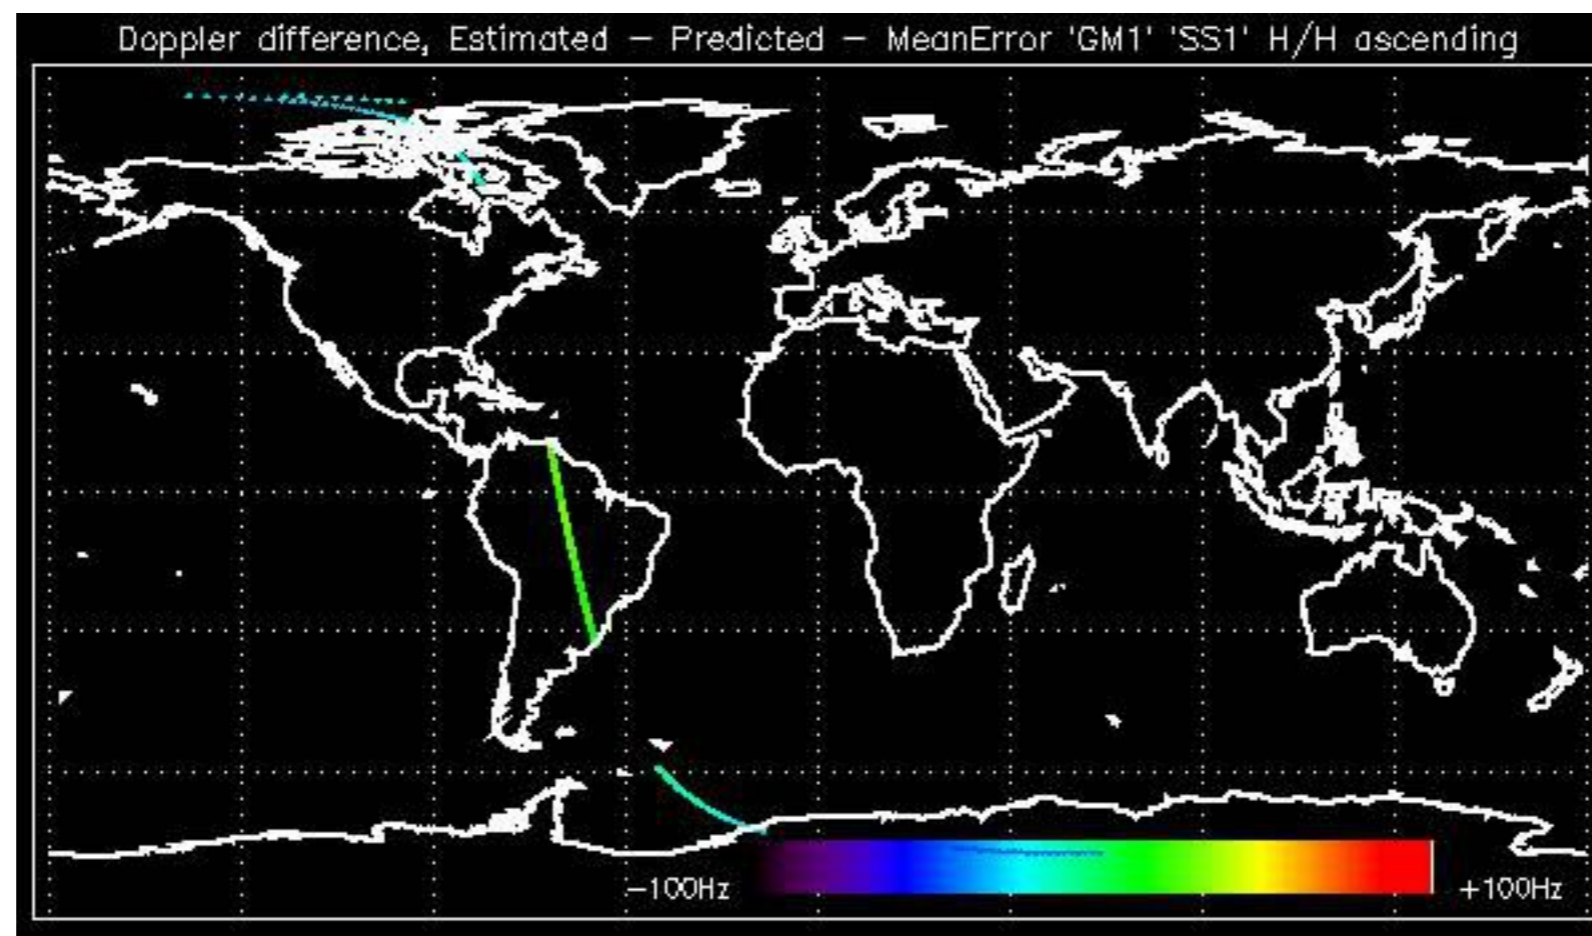 Doppler difference, Estimated - Predicted - MeanError 'GM1' 'SS1' H/H ascending
-100Hz +100Hz